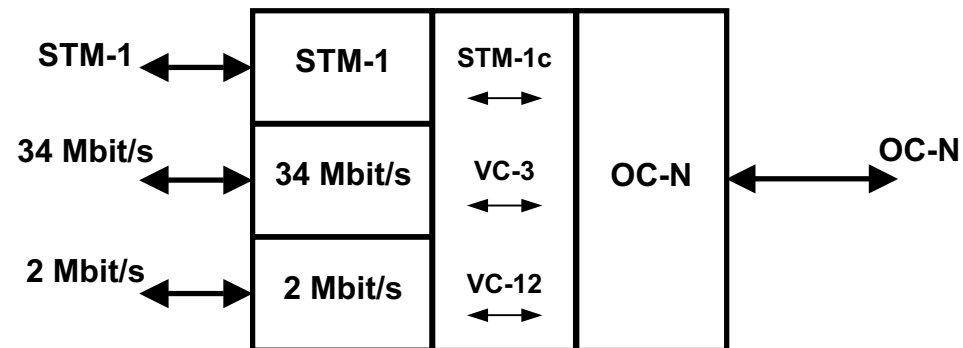 STM-1
STM-1
STM-1c
34 Mbit/s
34 Mbit/s
VC-3
OC-N
OC-N
2 Mbit/s
2 Mbit/s
VC-12